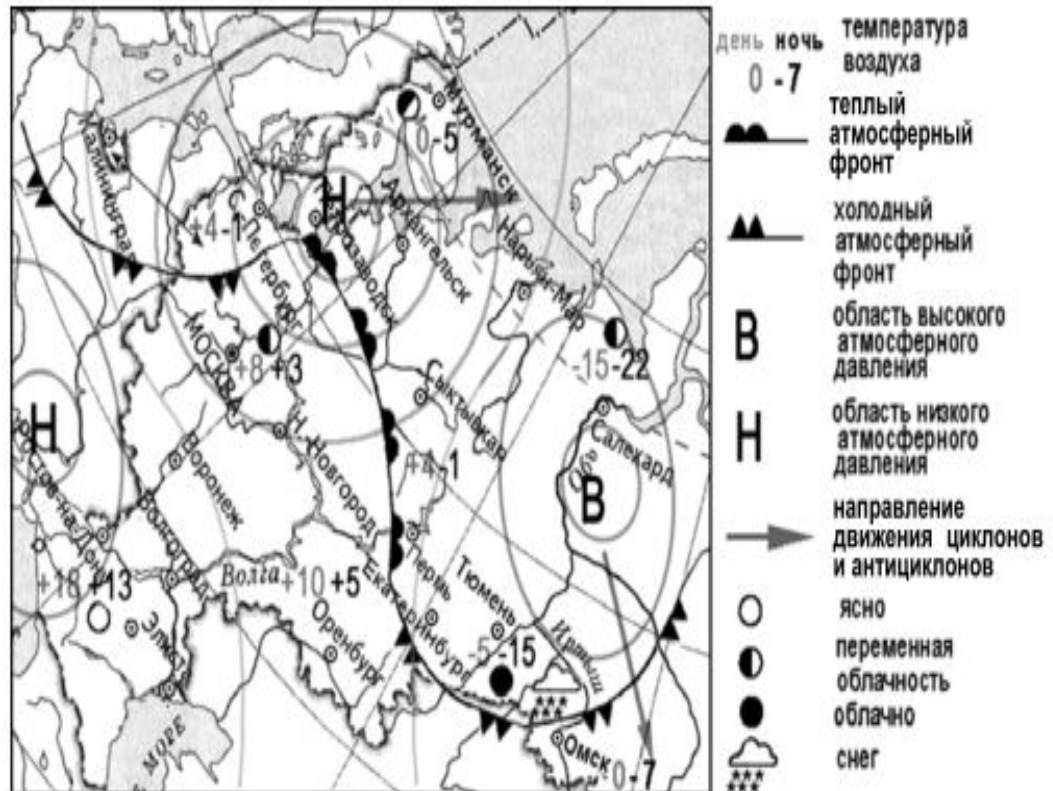 Мурманск
0 -5
Калининград
Н
+4 -1
С.-Петербург
Архангельск
Нарьян-Мар
МОСКВА
+8 +3
-15 -22
Сыктывкар
Салехард
Обь
В
Н
Воронеж
Н. Новгород
+4 -1
Волгоград
Волга
+10 +5
+18 +13
Пермь
Екатеринбург
Тюмень
Оренбург
-5 -15
Иртыш
МОРЕ
Омск
0 -7
день ночь
0 -7
температура
воздуха
теплый
атмосферный
фронт
холодный
атмосферный
фронт
В
область высокого
атмосферного
давления
Н
область низкого
атмосферного
давления
направление
движения циклонов
и антициклонов
ясно
переменная
облачность
облачно
снег